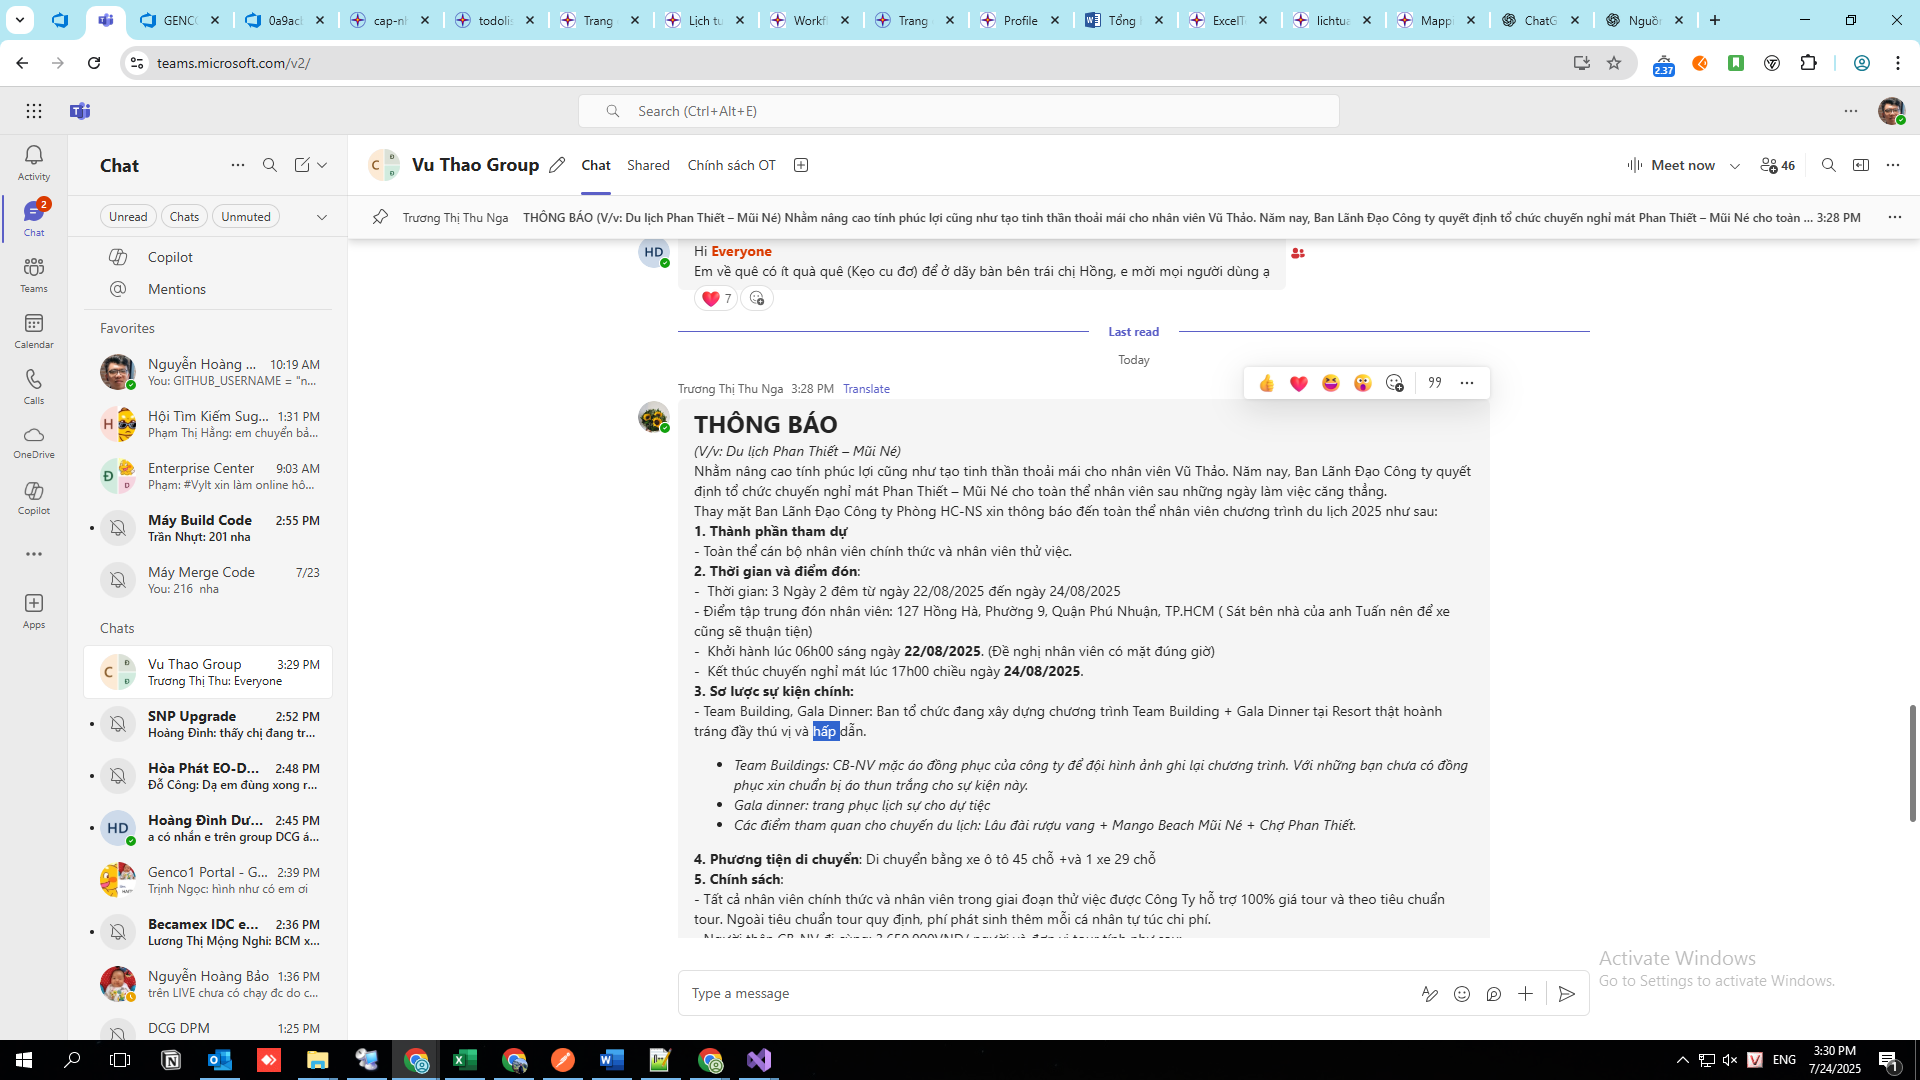 GENCO
0a9acl
cap-nl
todolis
Trang
Lịch tu
Workfl
Trang
Profile
Tổng
ExcelT
lichtua
Mapp
ChatG
Nguồn
teams.microsoft.com/v2/
2.37
Search (Ctrl+Alt+E)
Activity
2
Chat
Teams
Calendar
Calls
OneDrive
Copilot
Apps
Chat
Unread
Chats
Unmuted
Copilot
Mentions
Favorites
Nguyễn Hoàng ... 10:19 AM
You: GITHUB_USERNAME = "n...
Hội Tìm Kiếm Sug... 1:31 PM
Phạm Thị Hằng: em chuyển bả...
Enterprise Center 9:03 AM
Phạm: #Vylt xin làm online hô...
Máy Build Code 2:55 PM
Trần Nhựt: 201 nha
Máy Merge Code 7/23
You: 216 nha
Chats
Vu Thao Group 3:29 PM
Trương Thị Thu: Everyone
SNP Upgrade 2:52 PM
Hoàng Đình: thấy chị đang tr...
Hòa Phát EO-D... 2:48 PM
Đỗ Công: Dạ em đùng xong r...
HD
Hoàng Đình Dư... 2:45 PM
a có nhắn e trên group DCG á...
Genco1 Portal - G... 2:39 PM
Trịnh Ngọc: hình như có em ơi
Becamex IDC e... 2:36 PM
Lương Thị Mộng Nghi: BCM x...
Nguyễn Hoàng Bảo 1:36 PM
trên LIVE chưa có chạy đc do c...
DCG DPM 1:25 PM
Vu Thao Group
Chat
Shared
Chính sách OT
Meet now
46
Trương Thị Thu Nga THÔNG BÁO (V/v: Du lịch Phan Thiết – Mũi Né) Nhằm nâng cao tính phúc lợi cũng như tạo tinh thần thoải mái cho nhân viên Vũ Thảo. Năm nay, Ban Lãnh Đạo Công ty quyết định tổ chức chuyến nghỉ mát Phan Thiết – Mũi Né cho toàn ... 3:28 PM
HD
Hi Everyone
Em về quê có ít quà quê (Kẹo cu đơ) để ở dãy bàn bên trái chị Hồng, e mời mọi người dùng ạ
7
Last read
Today
Trương Thị Thu Nga 3:28 PM Translate
THÔNG BÁO
(V/v: Du lịch Phan Thiết – Mũi Né)
Nhằm nâng cao tính phúc lợi cũng như tạo tinh thần thoải mái cho nhân viên Vũ Thảo. Năm nay, Ban Lãnh Đạo Công ty quyết
định tổ chức chuyến nghỉ mát Phan Thiết – Mũi Né cho toàn thể nhân viên sau những ngày làm việc căng thẳng.
Thay mặt Ban Lãnh Đạo Công ty Phòng HC-NS xin thông báo đến toàn thể nhân viên chương trình du lịch 2025 như sau:
1. Thành phần tham dự
- Toàn thể cán bộ nhân viên chính thức và nhân viên thử việc.
2. Thời gian và điểm đón:
- Thời gian: 3 Ngày 2 đêm từ ngày 22/08/2025 đến ngày 24/08/2025
- Điểm tập trung đón nhân viên: 127 Hồng Hà, Phường 9, Quận Phú Nhuận, TP.HCM ( Sát bên nhà của anh Tuấn nên để xe
cũng sẽ thuận tiện)
- Khởi hành lúc 06h00 sáng ngày 22/08/2025. (Đề nghị nhân viên có mặt đúng giờ)
- Kết thúc chuyến nghỉ mát lúc 17h00 chiều ngày 24/08/2025.
3. Sơ lược sự kiện chính:
- Team Building, Gala Dinner: Ban tổ chức đang xây dựng chương trình Team Building + Gala Dinner tại Resort thật hoành
tráng đầy thú vị và hấp dẫn.
• Team Buildings: CB-NV mặc áo đồng phục của công ty để đội hình ảnh ghi lại chương trình. Với những bạn chưa có đồng
phục xin chuẩn bị áo thun trắng cho sự kiện này.
• Gala dinner: trang phục lịch sự cho dự tiệc
• Các điểm tham quan cho chuyến du lịch: Lâu đài rượu vang + Mango Beach Mũi Né + Chợ Phan Thiết.
4. Phương tiện di chuyển: Di chuyển bằng xe ô tô 45 chỗ +và 1 xe 29 chỗ
5. Chính sách:
- Tất cả nhân viên chính thức và nhân viên trong giai đoạn thử việc được Công Ty hỗ trợ 100% giá tour và theo tiêu chuẩn
tour. Ngoài tiêu chuẩn tour quy định, phí phát sinh thêm mỗi cá nhân tự túc chi phí.
Type a message
Activate Windows
Go to Settings to activate Windows.
ENG
3:30 PM
7/24/2025
1